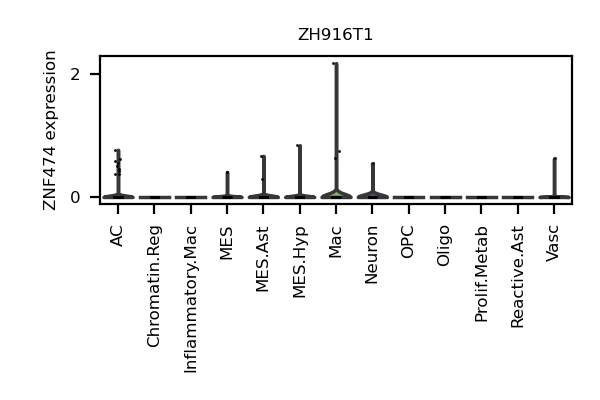 ZH916T1
ZNF474 expression
2
0
AC
Chromatin.Reg
Inflammatory.Mac
MES
MES.Ast
MES.Hyp
Mac
Neuron
OPC
Oligo
Prolif.Metab
Reactive.Ast
Vasc